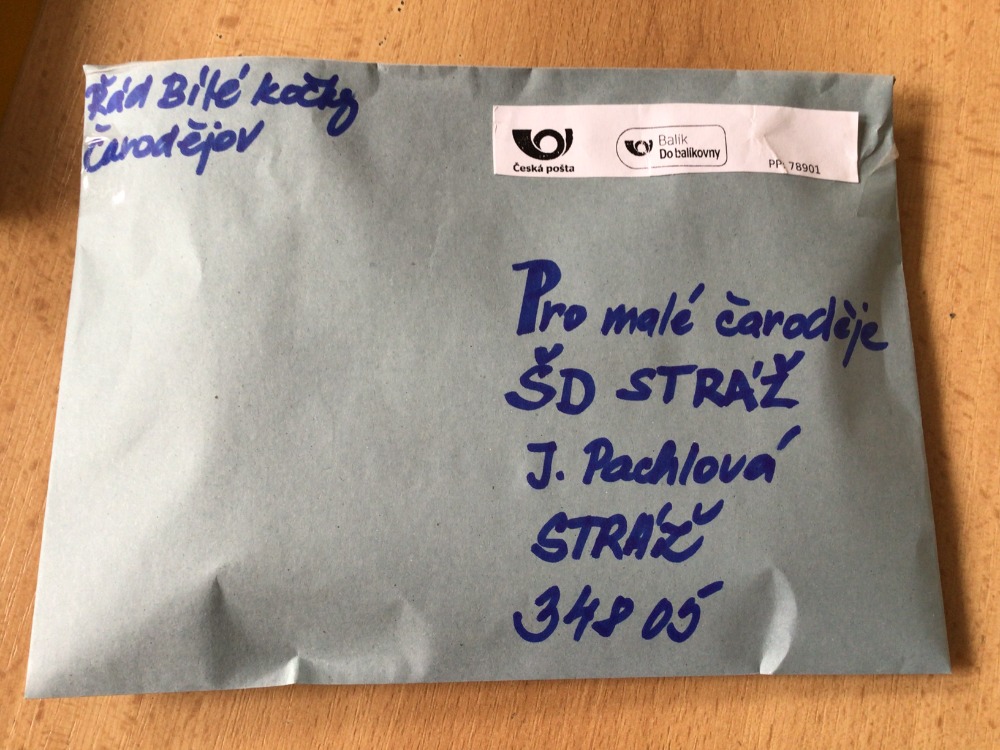 Řád Bílé kočky
Čarodějov
Česká pošta
Balík
Do balíkovny
PP: 78901
Pro malé čaroděje
ŠD STRÁŽ
J. Pachlová
STRÁŽ
348 05